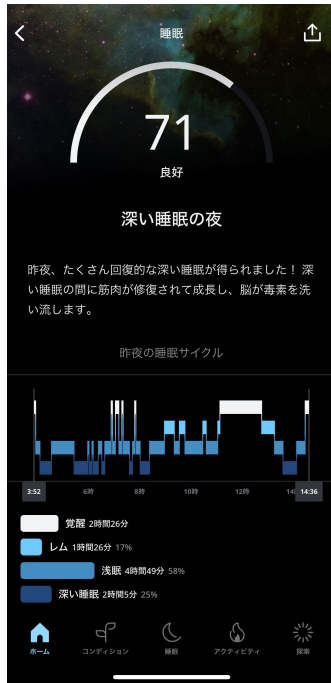 睡眠
71
良好
深い睡眠の夜
昨夜、たくさん回復的な深い睡眠が得られました！ 深
い睡眠の間に筋肉が修復されて成長し、脳が毒素を洗
い流します。
昨夜の睡眠サイクル
3:52 6時 8時 10時 12時 14 14:36
覚醒 2時間26分
レム 1時間26分 17%
浅眠 4時間49分 58%
深い睡眠 2時間5分 25%
ホーム コンディション 睡眠 アクティビティ 探索